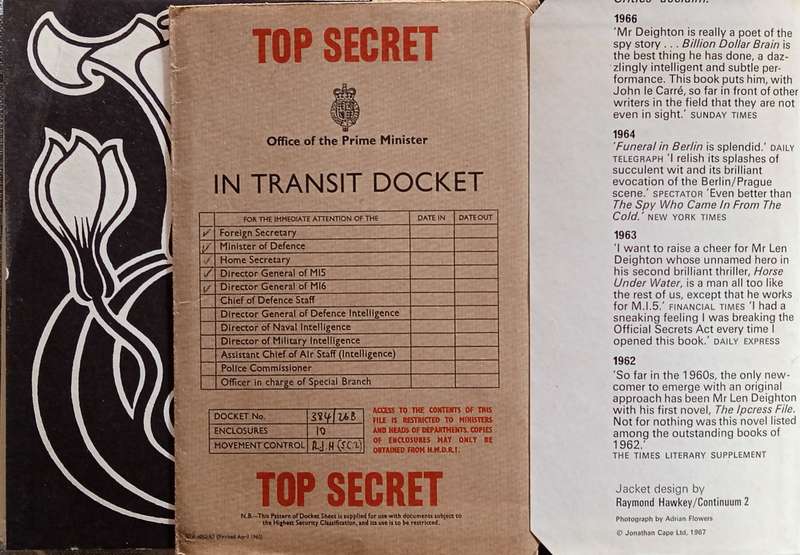 TOP SECRET
Office of the Prime Minister
IN TRANSIT DOCKET
FOR THE IMMEDIATE ATTENTION OF THE DATE IN DATE OUT
Foreign Secretary
Minister of Defence
Home Secretary
Director General of MI5
Director General of MI6
Chief of Defence Staff
Director General of Defence Intelligence
Director of Naval Intelligence
Director of Military Intelligence
Assistant Chief of Air Staff (Intelligence)
Police Commissioner
Officer in charge of Special Branch
DOCKET No. 384/26B
ENCLOSURES 10
MOVEMENT CONTROL R.J.H (S.C.2)
ACCESS TO THE CONTENTS OF THIS
FILE IS RESTRICTED TO MINISTERS
AND HEADS OF DEPARTMENTS. COPIES
OF ENCLOSURES MAY ONLY BE
OBTAINED FROM H.M.D.R.I.
TOP SECRET
N.B.—This Pattern of Docket Sheet is supplied for use with documents subject to
the Highest Security Classification, and its use is to be restricted.
(Printed April
Critics acclaim:
1966
'Mr Deighton is really a poet of the
spy story . . . Billion Dollar Brain is
the best thing he has done, a daz-
zlingly intelligent and subtle per-
formance. This book puts him, with
John le Carré, so far in front of other
writers in the field that they are not
even in sight.' SUNDAY TIMES
1964
'Funeral in Berlin is splendid.' DAILY
TELEGRAPH 'I relish its splashes of
succulent wit and its brilliant
evocation of the Berlin/Prague
scene.' SPECTATOR 'Even better than
The Spy Who Came In From The
Cold.' NEW YORK TIMES
1963
'I want to raise a cheer for Mr Len
Deighton whose unnamed hero in
his second brilliant thriller, Horse
Under Water, is a man all too like
the rest of us, except that he works
for M.I.5.' FINANCIAL TIMES 'I had a
sneaking feeling I was breaking the
Official Secrets Act every time I
opened this book.' DAILY EXPRESS
1962
'So far in the 1960s, the only new-
comer to emerge with an original
approach has been Mr Len Deighton
with his first novel, The Ipcress File.
Not for nothing was this novel listed
among the outstanding books of
1962.'
THE TIMES LITERARY SUPPLEMENT
Jacket design by
Raymond Hawkey/Continuum 2
Photograph by Adrian Flowers
© Jonathan Cape Ltd, 1967